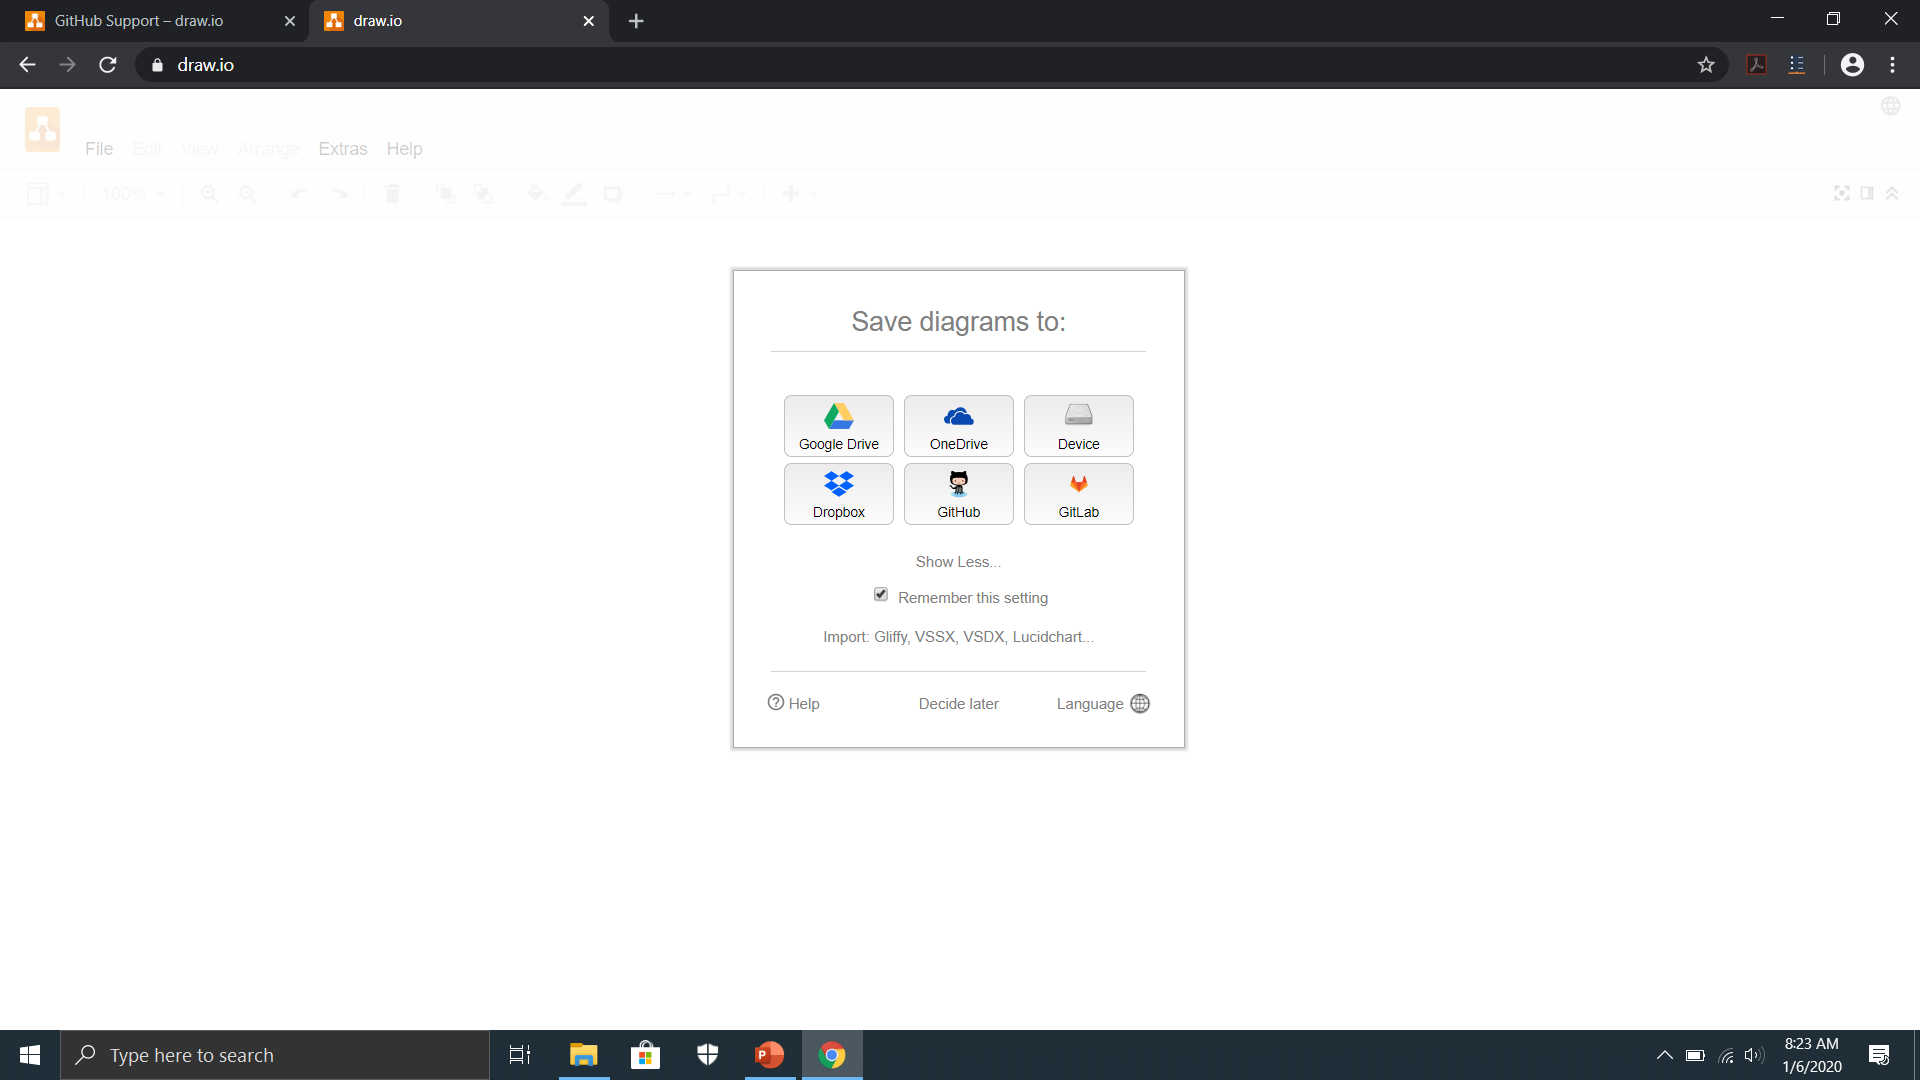 GitHub Support – draw.io
draw.io
draw.io
File Edit View Arrange Extras Help
100%
Save diagrams to:
Google Drive OneDrive Device
Dropbox GitHub GitLab
Show Less...
Remember this setting
Import: Gliffy, VSSX, VSDX, Lucidchart...
Help Decide later Language
Type here to search
8:23 AM
1/6/2020